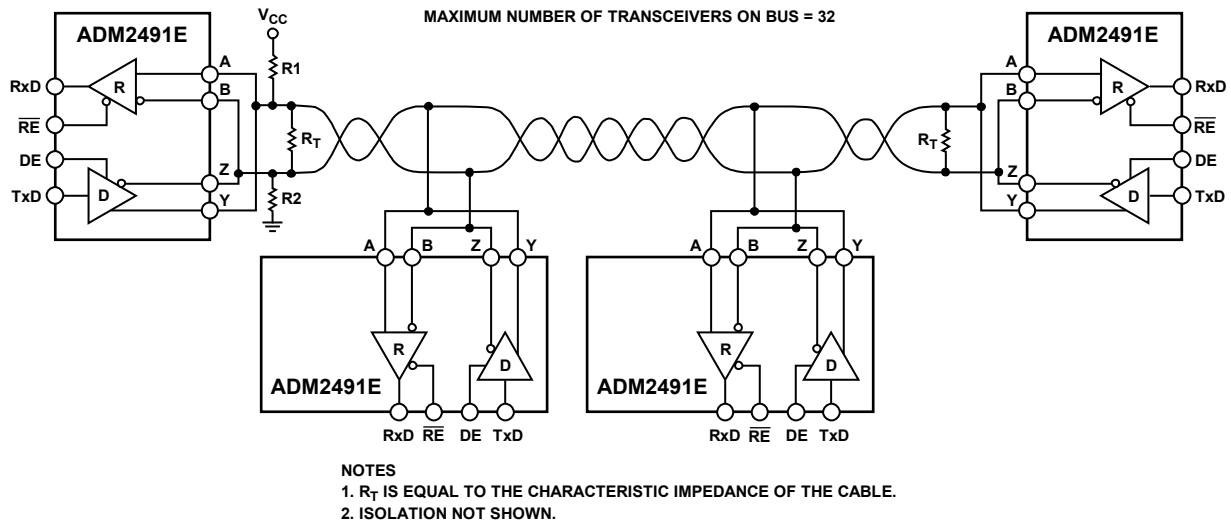 MAXIMUM NUMBER OF TRANSCEIVERS ON BUS = 32
ADM2491E
RxD
RE
DE
TxD
R
D
A
B
Z
Y
VCC
R1
RT
R2
RT
ADM2491E
A
B
Z
Y
R
D
RxD
RE
DE
TxD
A
B
Z
Y
R
D
ADM2491E
RxD
RE
DE
TxD
A
B
Z
Y
R
D
ADM2491E
RxD
RE
DE
TxD
NOTES
1. RT IS EQUAL TO THE CHARACTERISTIC IMPEDANCE OF THE CABLE.
2. ISOLATION NOT SHOWN.